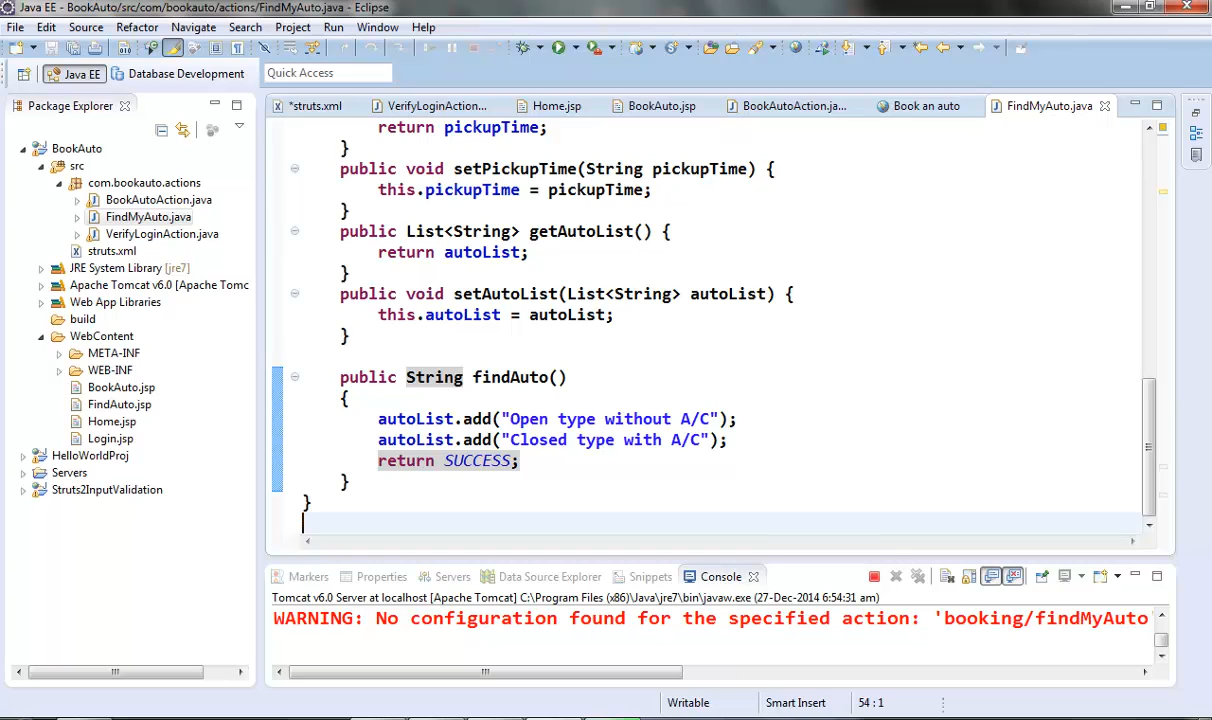 Java EE - BookAuto/src/com/bookauto/actions/FindMyAuto.java - Eclipse
File Edit Source Refactor Navigate Search Project Run Window Help
Java EE Database Development Quick Access
Package Explorer
BookAuto
src
com.bookauto.actions
BookAutoAction.java
FindMyAuto.java
VerifyLoginAction.java
struts.xml
JRE System Library [jre7]
Apache Tomcat v6.0 [Apache Tomc
Web App Libraries
build
WebContent
META-INF
WEB-INF
BookAuto.jsp
FindAuto.jsp
Home.jsp
Login.jsp
HelloWorldProj
Servers
Struts2InputValidation
*struts.xml VerifyLoginAction... Home.jsp BookAuto.jsp BookAutoAction.ja... Book an auto FindMyAuto.java
return pickupTime;
}
public void setPickupTime(String pickupTime) {
this.pickupTime = pickupTime;
}
public List<String> getAutoList() {
return autoList;
}
public void setAutoList(List<String> autoList) {
this.autoList = autoList;
}
public String findAuto()
{
autoList.add("Open type without A/C");
autoList.add("Closed type with A/C");
return SUCCESS;
}
}
Markers Properties Servers Data Source Explorer Snippets Console
Tomcat v6.0 Server at localhost [Apache Tomcat] C:\Program Files (x86)\Java\jre7\bin\javaw.exe (27-Dec-2014 6:54:31 am)
WARNING: No configuration found for the specified action: 'booking/findMyAuto
Writable Smart Insert 54 : 1